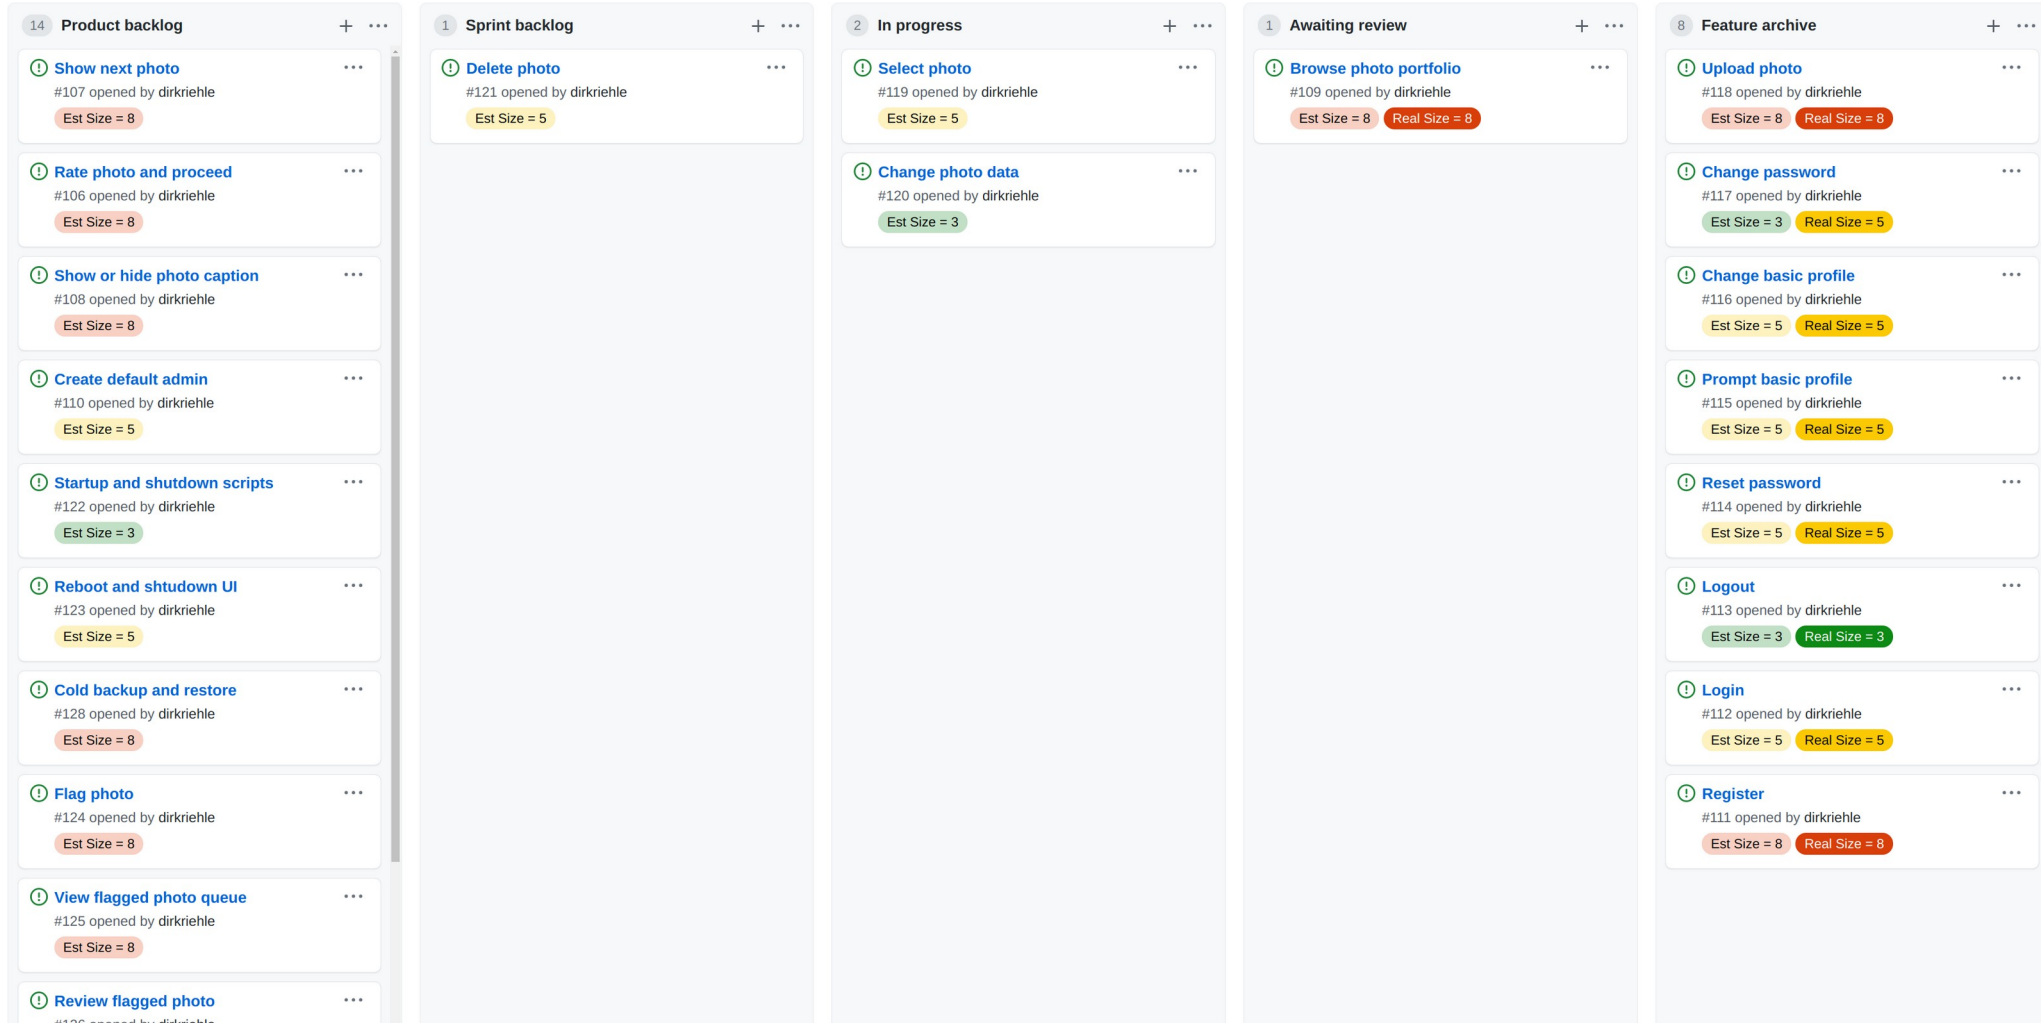 14 Product backlog
Show next photo
#107 opened by dirkriehle
Est Size = 8
Rate photo and proceed
#106 opened by dirkriehle
Est Size = 8
Show or hide photo caption
#108 opened by dirkriehle
Est Size = 8
Create default admin
#110 opened by dirkriehle
Est Size = 5
Startup and shutdown scripts
#122 opened by dirkriehle
Est Size = 3
Reboot and shtudown UI
#123 opened by dirkriehle
Est Size = 5
Cold backup and restore
#128 opened by dirkriehle
Est Size = 8
Flag photo
#124 opened by dirkriehle
Est Size = 8
View flagged photo queue
#125 opened by dirkriehle
Est Size = 8
Review flagged photo
#126 opened by dirkriehle
1 Sprint backlog
Delete photo
#121 opened by dirkriehle
Est Size = 5
2 In progress
Select photo
#119 opened by dirkriehle
Est Size = 5
Change photo data
#120 opened by dirkriehle
Est Size = 3
1 Awaiting review
Browse photo portfolio
#109 opened by dirkriehle
Est Size = 8 Real Size = 8
8 Feature archive
Upload photo
#118 opened by dirkriehle
Est Size = 8 Real Size = 8
Change password
#117 opened by dirkriehle
Est Size = 3 Real Size = 5
Change basic profile
#116 opened by dirkriehle
Est Size = 5 Real Size = 5
Prompt basic profile
#115 opened by dirkriehle
Est Size = 5 Real Size = 5
Reset password
#114 opened by dirkriehle
Est Size = 5 Real Size = 5
Logout
#113 opened by dirkriehle
Est Size = 3 Real Size = 3
Login
#112 opened by dirkriehle
Est Size = 5 Real Size = 5
Register
#111 opened by dirkriehle
Est Size = 8 Real Size = 8